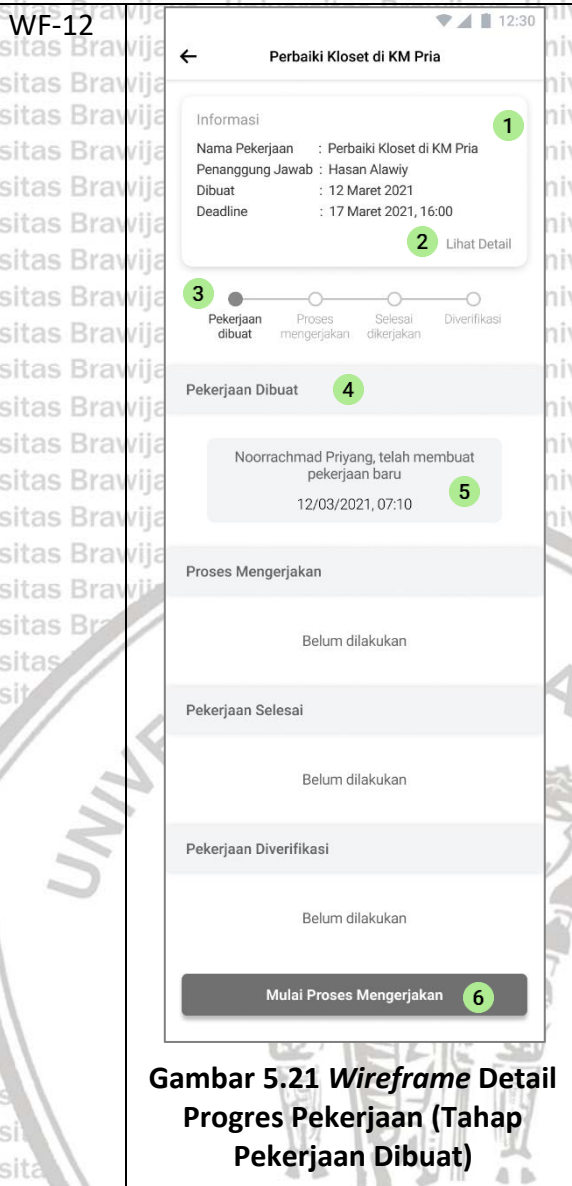 WF-12
12:30
Perbaiki Kloset di KM Pria
Informasi
1
Nama Pekerjaan : Perbaiki Kloset di KM Pria
Penanggung Jawab : Hasan Alawiy
Dibuat : 12 Maret 2021
Deadline : 17 Maret 2021, 16:00
2 Lihat Detail
3
Pekerjaan dibuat
Proses mengerjakan
Selesai dikerjakan
Diverifikasi
Pekerjaan Dibuat 4
Noorrachmad Priyang, telah membuat
pekerjaan baru
5
12/03/2021, 07:10
Proses Mengerjakan
Belum dilakukan
Pekerjaan Selesai
Belum dilakukan
Pekerjaan Diverifikasi
Belum dilakukan
Mulai Proses Mengerjakan 6
Gambar 5.21 Wireframe Detail
Progres Pekerjaan (Tahap
Pekerjaan Dibuat)